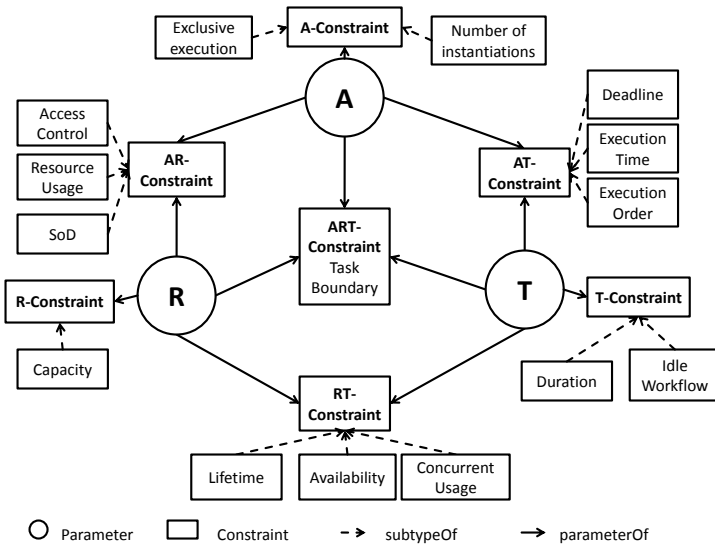 A-Constraint
Exclusive
execution
Number of
instantiations
A
Access
Control
Resource
Usage
SoD
AR-
Constraint
AT-
Constraint
Deadline
Execution
Time
Execution
Order
ART-
Constraint
Task
Boundary
R-Constraint
R
T
T-Constraint
Capacity
Duration
Idle
Workflow
RT-
Constraint
Lifetime
Availability
Concurrent
Usage
Parameter
Constraint
subtypeOf
parameterOf